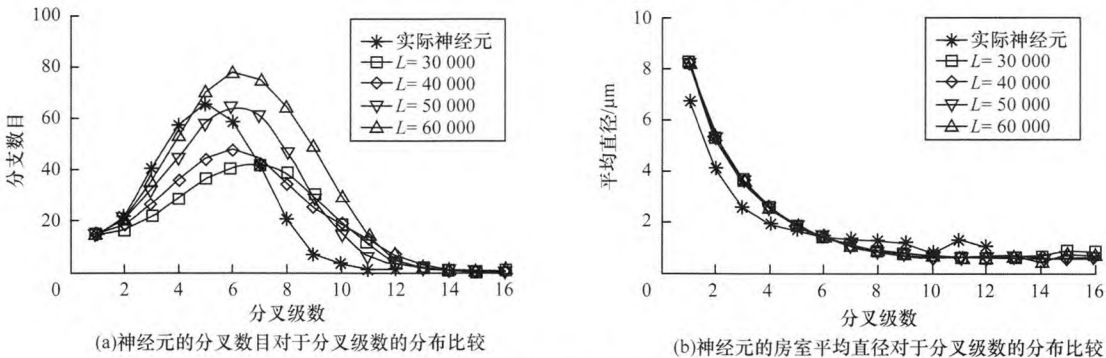 100
80
60
40
20
0
分支数目
2 4 6 8 10 12 14 16
分叉级数
实际神经元
L= 30 000
L= 40 000
L= 50 000
L= 60 000
(a)神经元的分叉数目对于分叉级数的分布比较
10
8
6
4
2
0
平均直径/μm
2 4 6 8 10 12 14 16
分叉级数
实际神经元
L= 30 000
L= 40 000
L= 50 000
L= 60 000
(b)神经元的房室平均直径对于分叉级数的分布比较